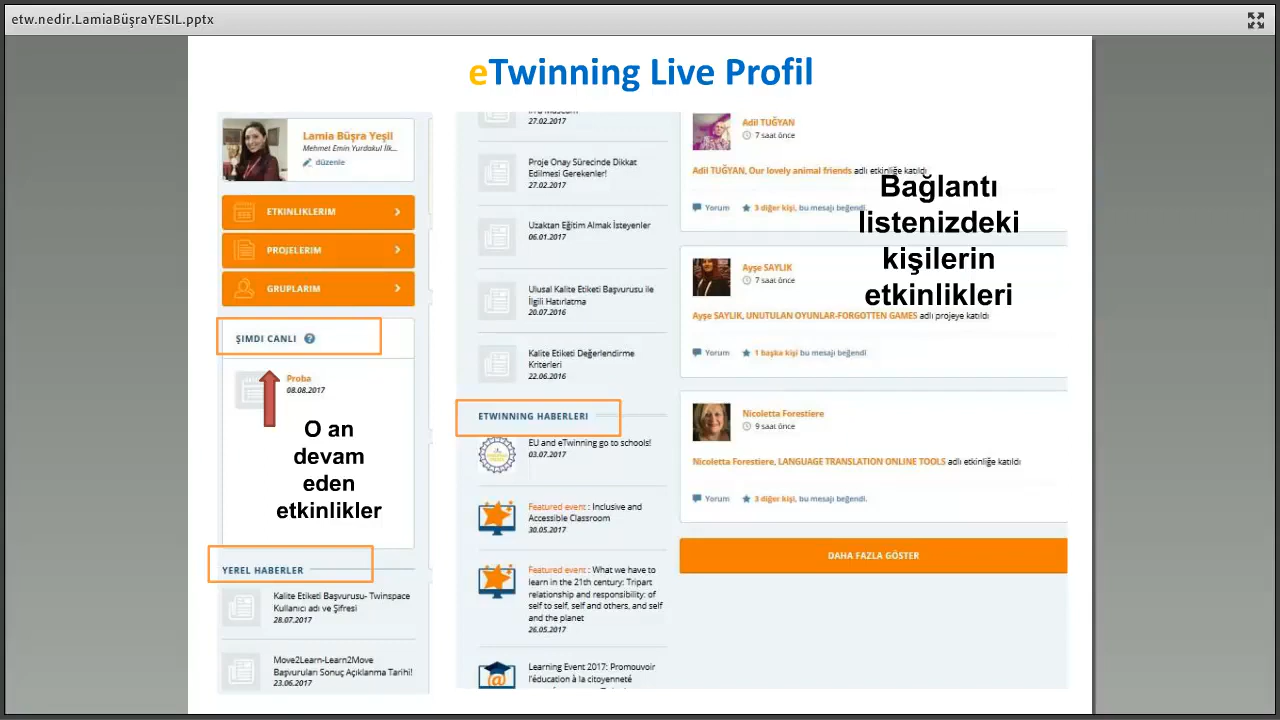 etw.nedir.LamiaBüşraYESIL.pptx
eTwinning Live Profil
Lamia Büşra Yeşil
Mehmet Emin Yurdakul İlk...
düzenle
ETKINLIKLERIM
PROJELERIM
GRUPLARIM
ŞIMDI CANLI
Proba
08.08.2017
O an
devam
eden
etkinlikler
YEREL HABERLER
Kalite Etiketi Başvurusu- Twinspace
Kullanıcı adı ve Şifresi
28.07.2017
Move2Learn-Learn2Move
Başvuruları Sonuç Açıklanma Tarihi!
23.06.2017
27.02.2017
Proje Onay Sürecinde Dikkat
Edilmesi Gerekenler!
27.02.2017
Uzaktan Eğitim Almak İsteyenler
06.01.2017
Ulusal Kalite Etiketi Başvurusu ile
İlgili Hatırlatma
20.07.2016
Kalite Etiketi Değerlendirme
Kriterleri
22.06.2016
ETWINNING HABERLERI
EU and eTwinning go to schools!
03.07.2017
Featured event : Inclusive and
Accessible Classroom
30.05.2017
Featured event : What we have to
learn in the 21th century: Tripart
relationship and responsibility: of
self to self, self and others, and self
and the planet
26.05.2017
Learning Event 2017: Promouvoir
l'éducation à la citoyenneté
Adil TUĞYAN
7 saat önce
Adil TUĞYAN, Our lovely animal friends adlı etkinliğe katıldı
Yorum 3 diğer kişi, bu mesajı beğendi.
Bağlantı
listenizdeki
kişilerin
etkinlikleri
Ayşe SAYLIK
7 saat önce
Ayşe SAYLIK, UNUTULAN OYUNLAR-FORGOTTEN GAMES adlı projeye katıldı
Yorum 1 başka kişi bu mesajı beğendi
Nicoletta Forestiere
9 saat önce
Nicoletta Forestiere, LANGUAGE TRANSLATION ONLINE TOOLS adlı etkinliğe katıldı
Yorum 3 diğer kişi, bu mesajı beğendi.
DAHA FAZLA GÖSTER